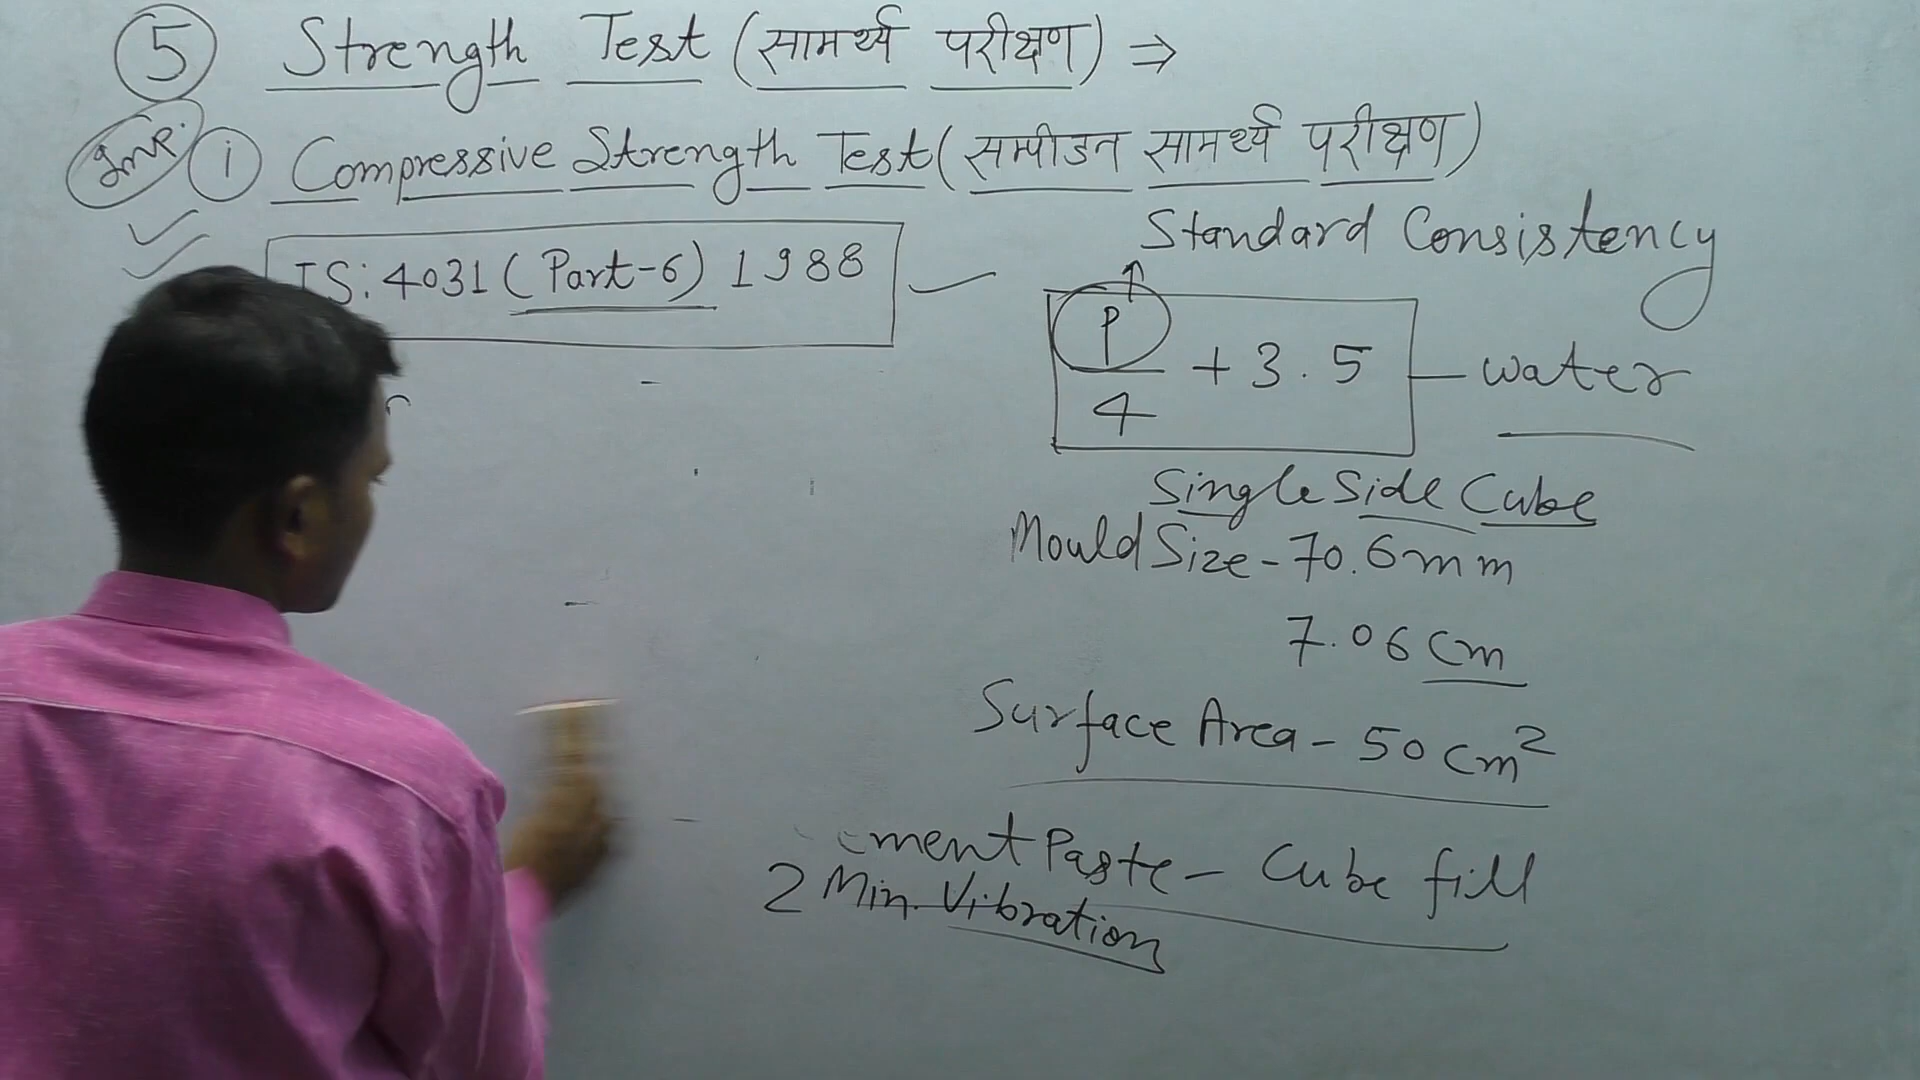 5 Strength Test (सामर्थ्य परीक्षण) ⇒
Imp. i Compressive Strength Test (सम्पीडन सामर्थ्य परीक्षण)
IS: 4031 (Part-6) 1988
Standard Consistency
P/4 + 3.5 — water
Single Side Cube
Mould Size - 70.6 mm
7.06 cm
Surface Area - 50 cm²
ement Paste - Cube fill
2 Min. Vibration